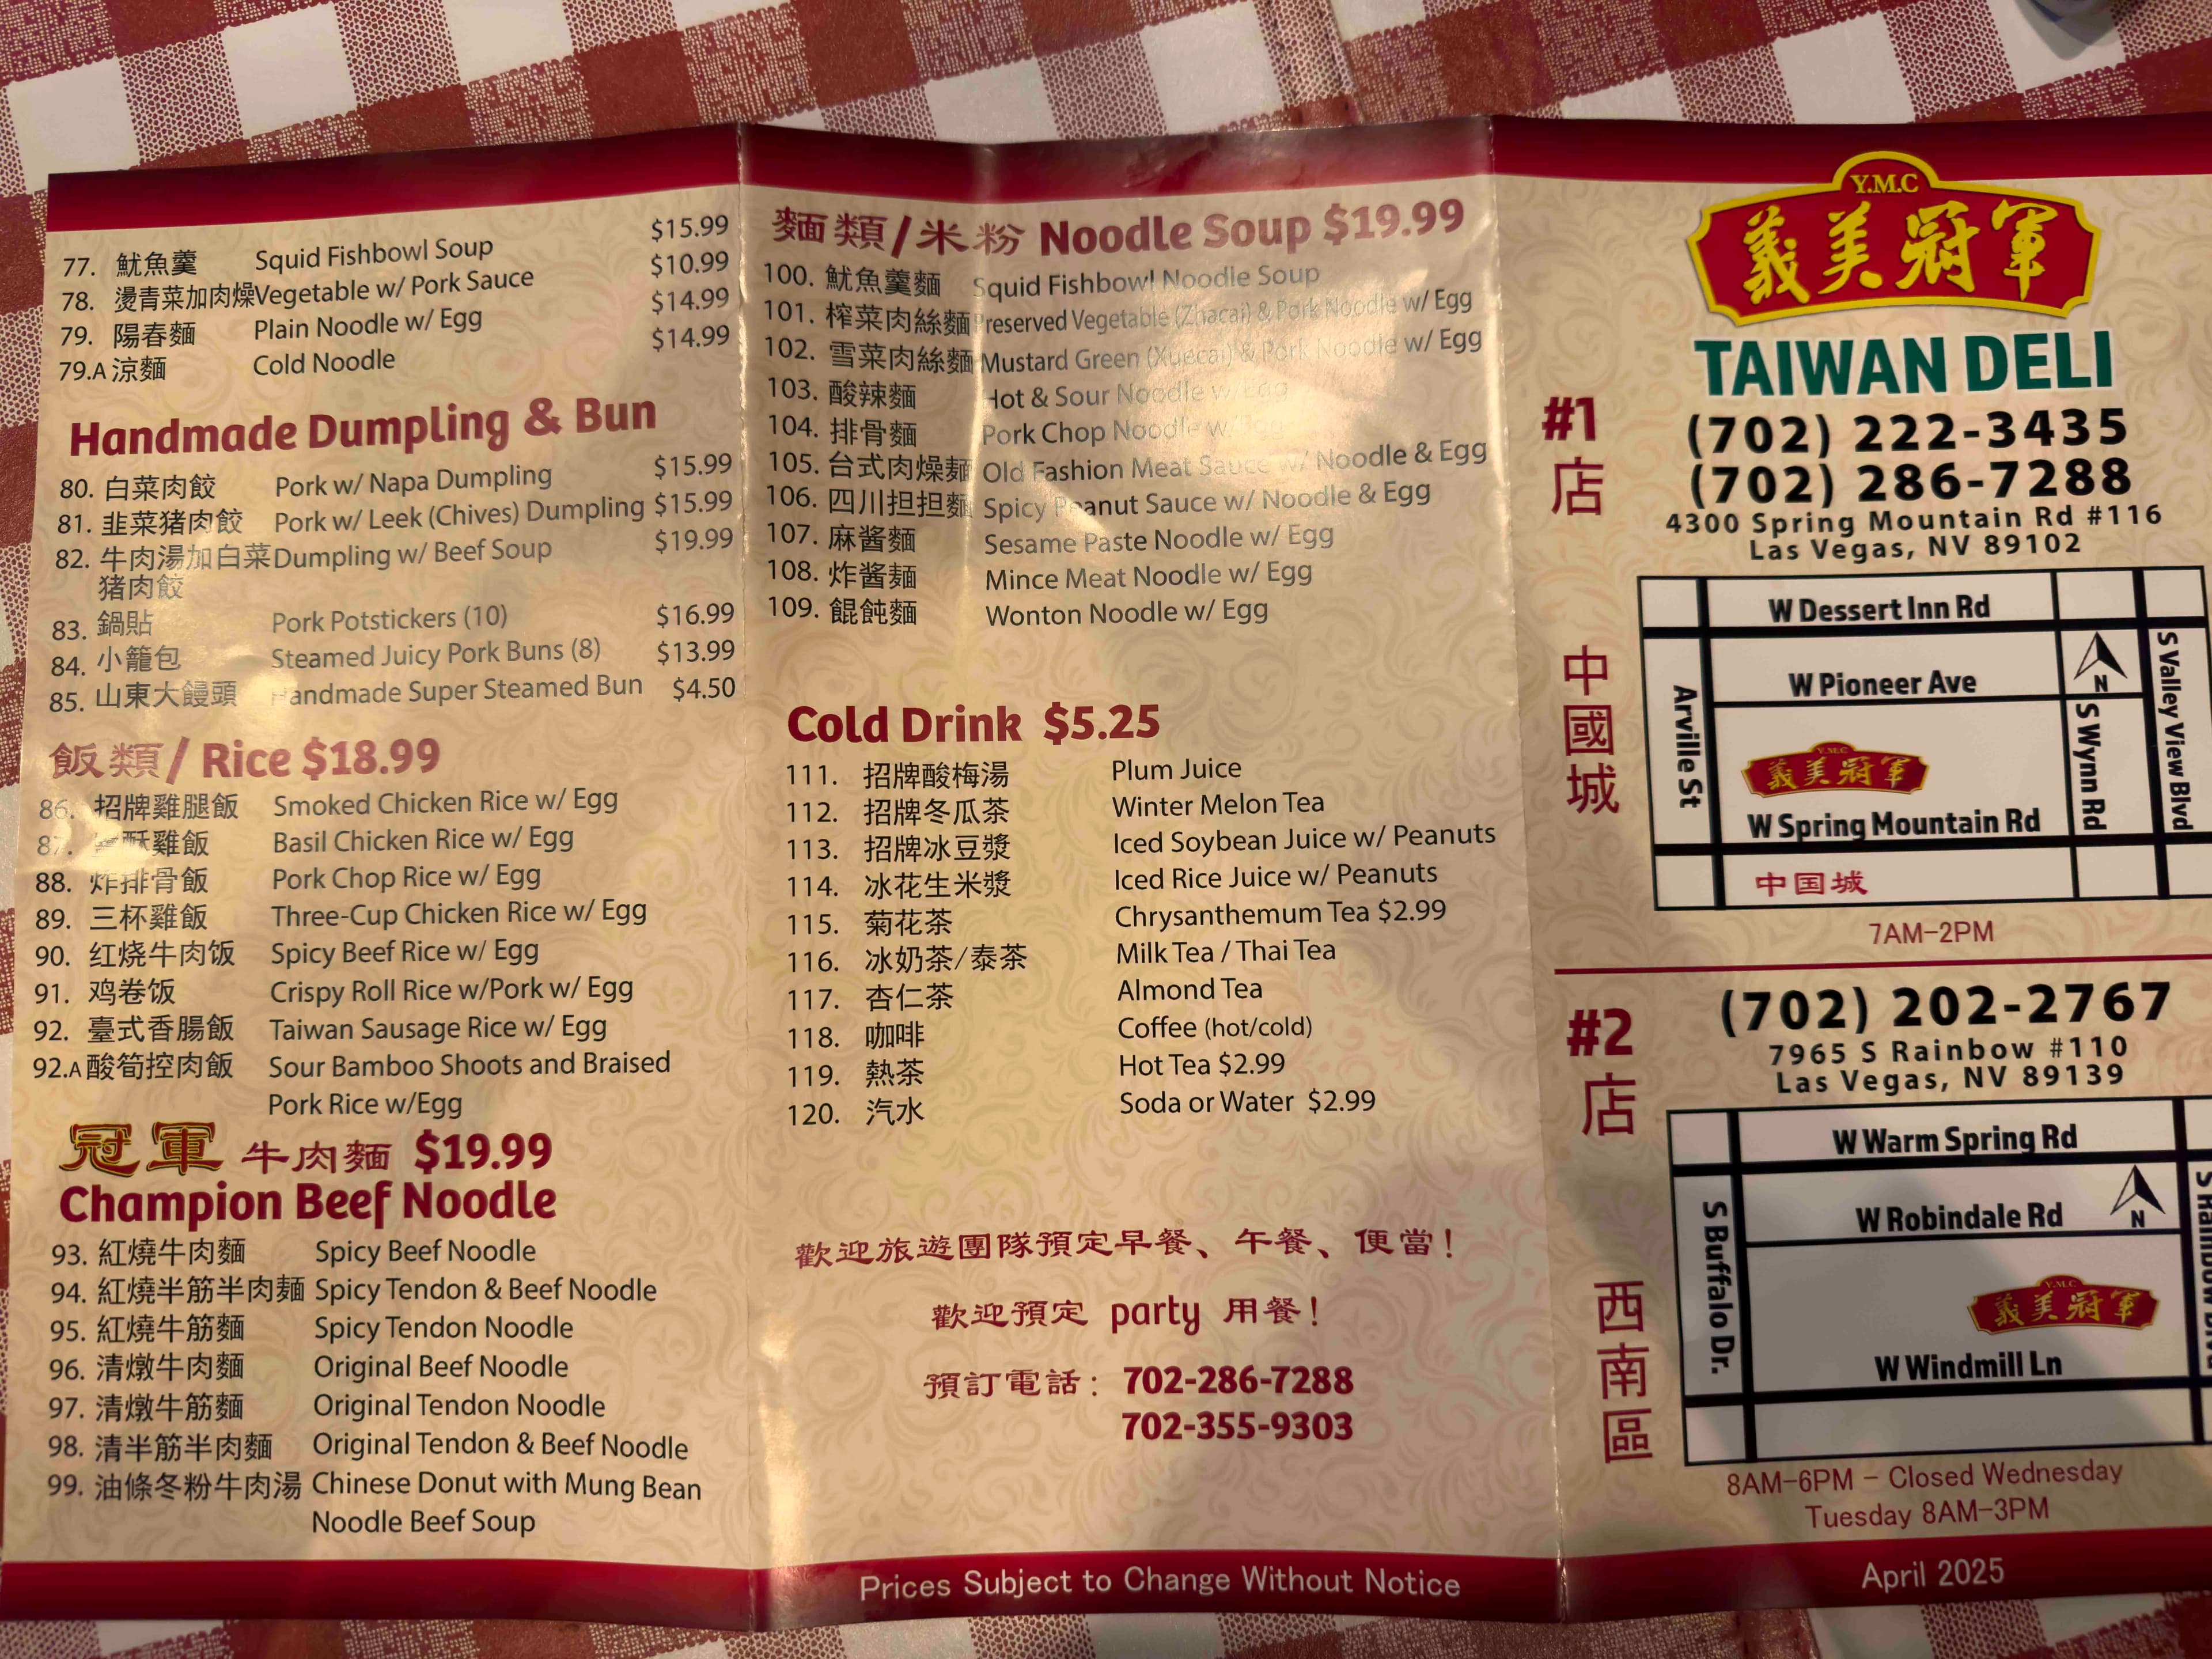 77. 魷魚羹 Squid Fishbowl Soup $15.99
78. 燙青菜加肉燥 Vegetable w/ Pork Sauce $10.99
79. 陽春麵 Plain Noodle w/ Egg $14.99
79.A 涼麵 Cold Noodle $14.99
Handmade Dumpling & Bun
80. 白菜肉餃 Pork w/ Napa Dumpling $15.99
81. 韭菜猪肉餃 Pork w/ Leek (Chives) Dumpling $15.99
82. 牛肉湯加白菜 Dumpling w/ Beef Soup $19.99
猪肉餃
83. 鍋貼 Pork Potstickers (10) $16.99
84. 小籠包 Steamed Juicy Pork Buns (8) $13.99
85. 山東大饅頭 Handmade Super Steamed Bun $4.50
飯類/ Rice $18.99
86. 招牌雞腿飯 Smoked Chicken Rice w/ Egg
87. 酥雞飯 Basil Chicken Rice w/ Egg
88. 炸排骨飯 Pork Chop Rice w/ Egg
89. 三杯雞飯 Three-Cup Chicken Rice w/ Egg
90. 红烧牛肉饭 Spicy Beef Rice w/ Egg
91. 鸡卷饭 Crispy Roll Rice w/Pork w/ Egg
92. 臺式香腸飯 Taiwan Sausage Rice w/ Egg
92.A 酸筍控肉飯 Sour Bamboo Shoots and Braised
Pork Rice w/Egg
冠軍 牛肉麵 $19.99
Champion Beef Noodle
93. 紅燒牛肉麵 Spicy Beef Noodle
94. 紅燒半筋半肉麵 Spicy Tendon & Beef Noodle
95. 紅燒牛筋麵 Spicy Tendon Noodle
96. 清燉牛肉麵 Original Beef Noodle
97. 清燉牛筋麵 Original Tendon Noodle
98. 清半筋半肉麵 Original Tendon & Beef Noodle
99. 油條冬粉牛肉湯 Chinese Donut with Mung Bean
Noodle Beef Soup
麵類/米粉 Noodle Soup $19.99
100. 魷魚羹麵 Squid Fishbowl Noodle Soup
101. 榨菜肉絲麵 Preserved Vegetable (Zhacai) & Pork Noodle w/ Egg
102. 雪菜肉絲麵 Mustard Green (Xuecai) & Pork Noodle w/ Egg
103. 酸辣麵 Hot & Sour Noodle w/ Egg
104. 排骨麵 Pork Chop Noodle w/ Egg
105. 台式肉燥麵 Old Fashion Meat Sauce w/ Noodle & Egg
106. 四川担担麵 Spicy Peanut Sauce w/ Noodle & Egg
107. 麻醬麵 Sesame Paste Noodle w/ Egg
108. 炸醬麵 Mince Meat Noodle w/ Egg
109. 餛飩麵 Wonton Noodle w/ Egg
Cold Drink $5.25
111. 招牌酸梅湯 Plum Juice
112. 招牌冬瓜茶 Winter Melon Tea
113. 招牌冰豆漿 Iced Soybean Juice w/ Peanuts
114. 冰花生米漿 Iced Rice Juice w/ Peanuts
115. 菊花茶 Chrysanthemum Tea $2.99
116. 冰奶茶/泰茶 Milk Tea / Thai Tea
117. 杏仁茶 Almond Tea
118. 咖啡 Coffee (hot/cold)
119. 熱茶 Hot Tea $2.99
120. 汽水 Soda or Water $2.99
歡迎旅遊團隊預定早餐、午餐、便當!
歡迎預定 party 用餐!
預訂電話: 702-286-7288
702-355-9303
Prices Subject to Change Without Notice
Y.M.C
義美冠軍
TAIWAN DELI
#1店
(702) 222-3435
(702) 286-7288
4300 Spring Mountain Rd #116
Las Vegas, NV 89102
中國城
W Dessert Inn Rd
W Pioneer Ave
N
Arville St
S Wynn Rd
S Valley View Blvd
Y.M.C
義美冠軍
W Spring Mountain Rd
中国城
7AM-2PM
#2店
(702) 202-2767
7965 S Rainbow #110
Las Vegas, NV 89139
西南區
W Warm Spring Rd
W Robindale Rd
N
S Buffalo Dr.
S Rainbow Blvd
Y.M.C
義美冠軍
W Windmill Ln
8AM-6PM - Closed Wednesday
Tuesday 8AM-3PM
April 2025